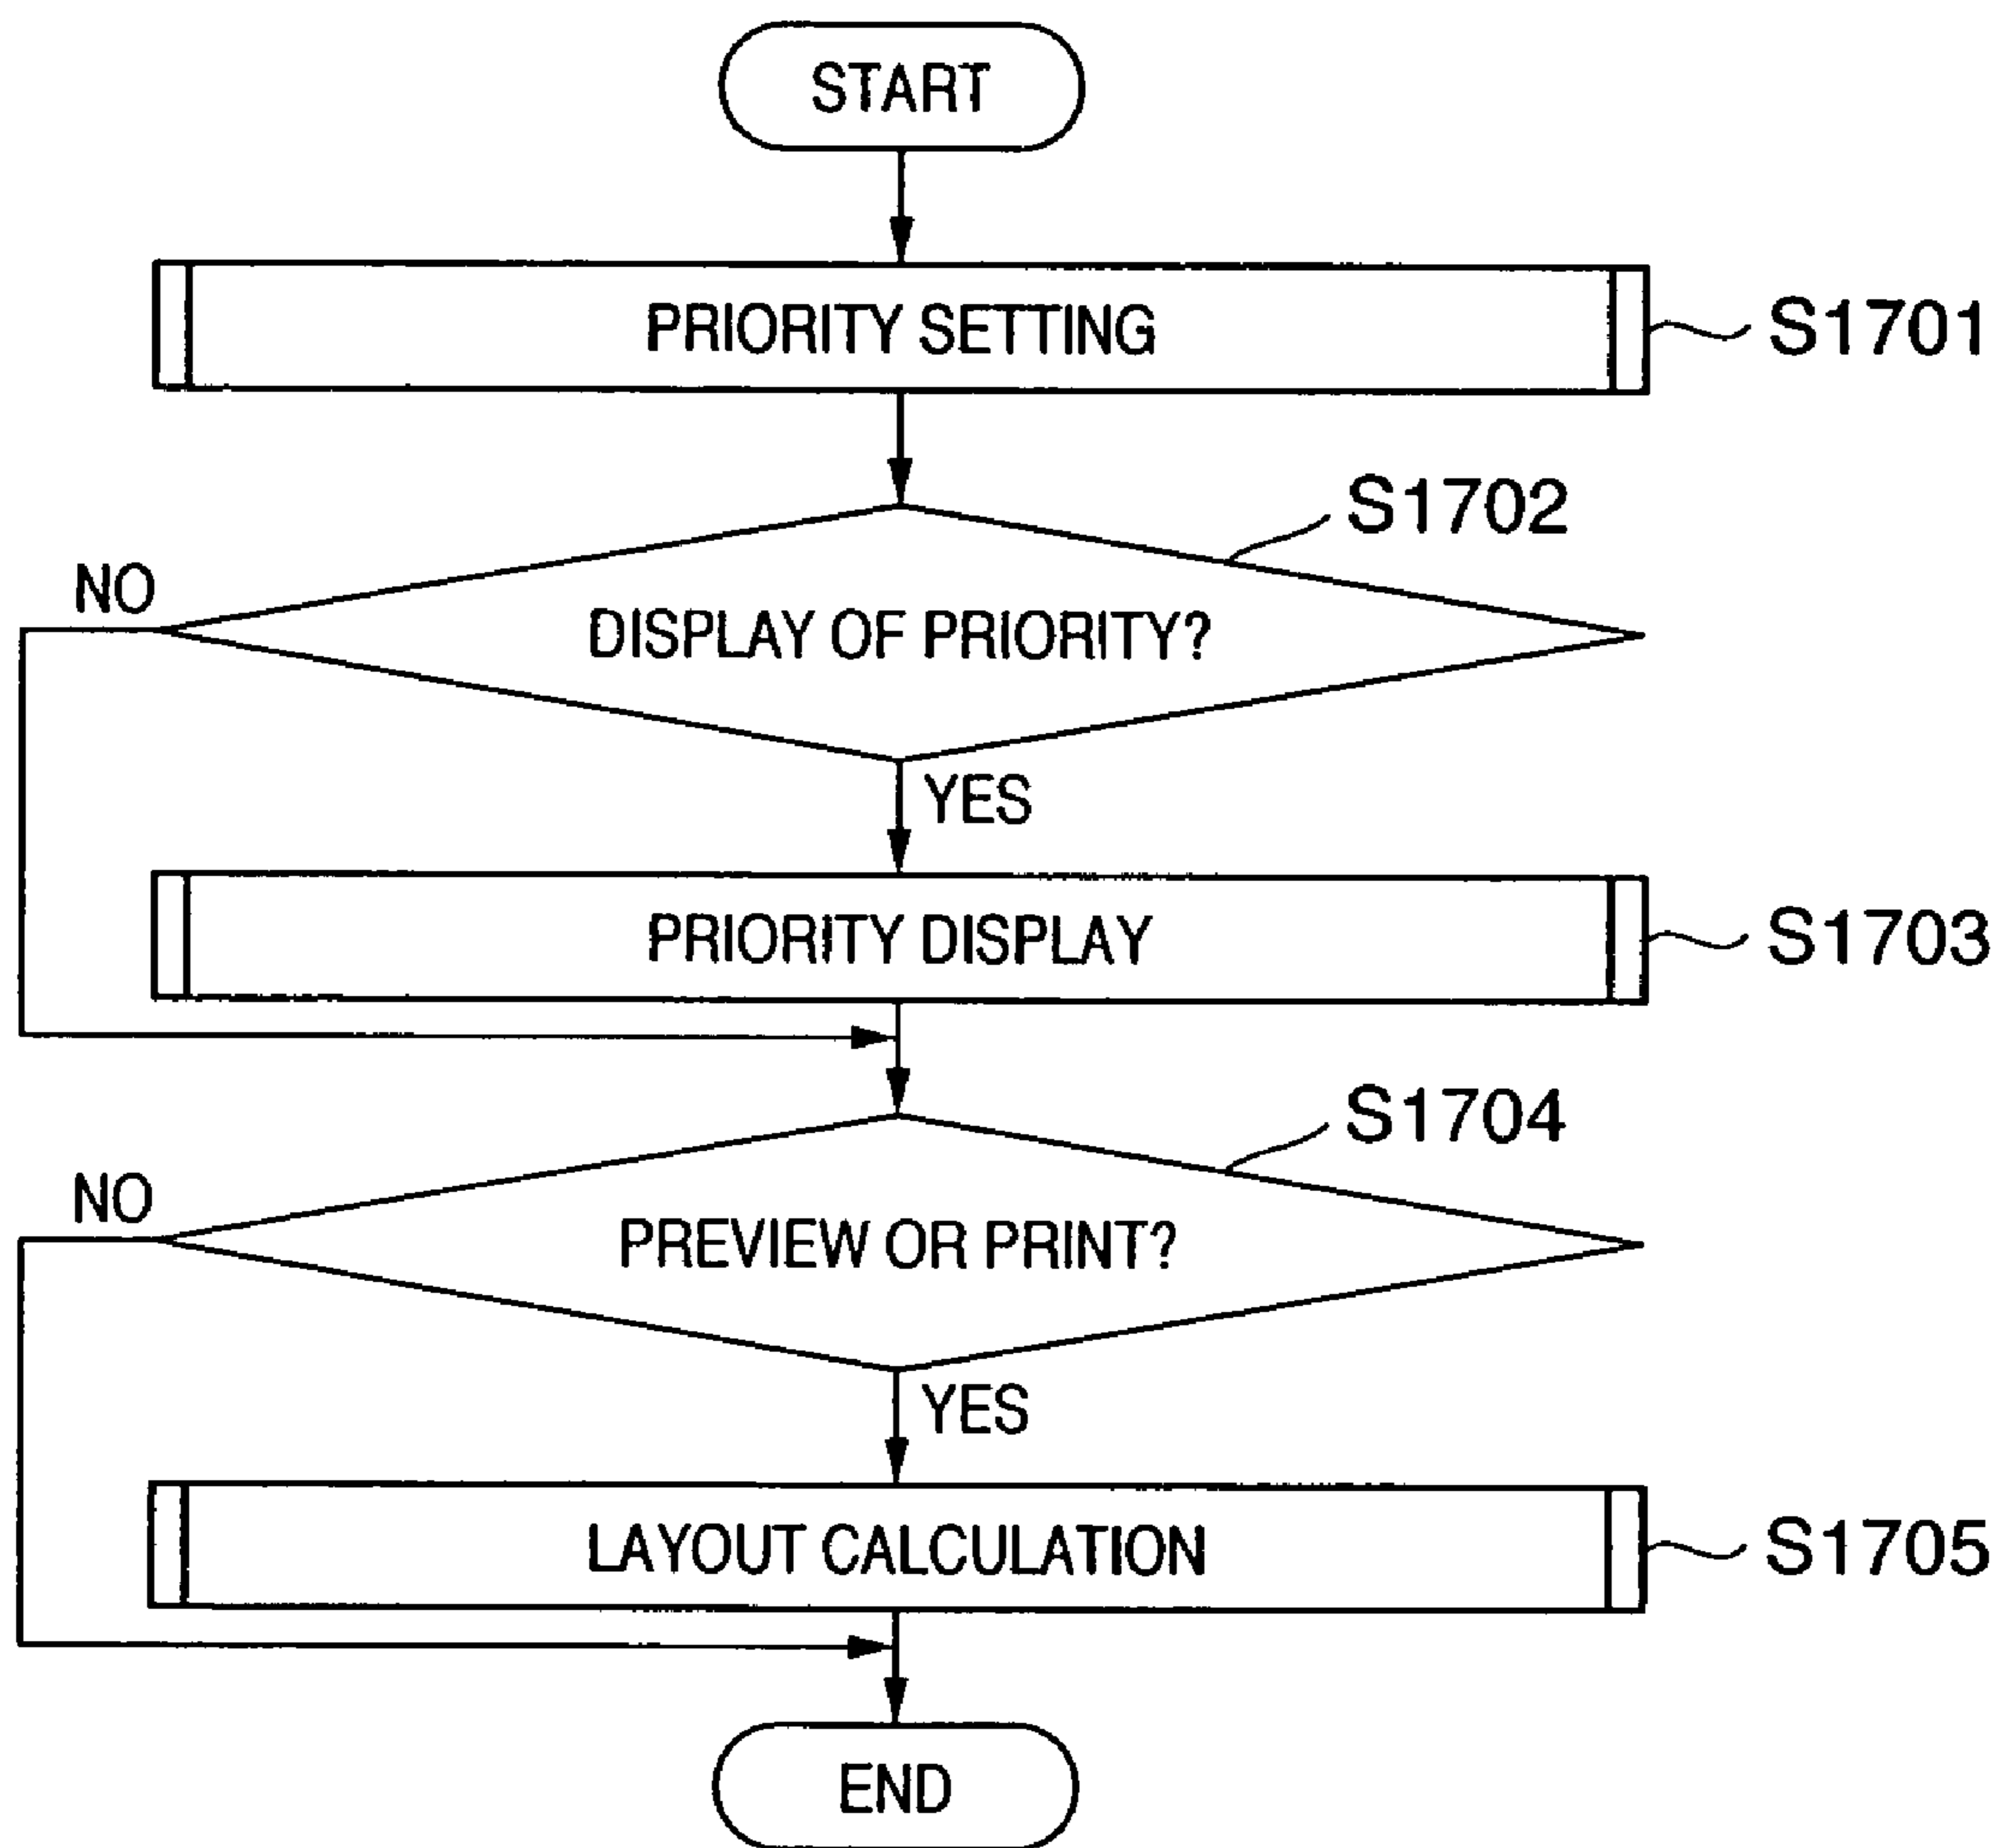 START
PRIORITY SETTING
S1701
S1702
NO
DISPLAY OF PRIORITY?
YES
PRIORITY DISPLAY
S1703
S1704
NO
PREVIEW OR PRINT?
YES
LAYOUT CALCULATION
S1705
END